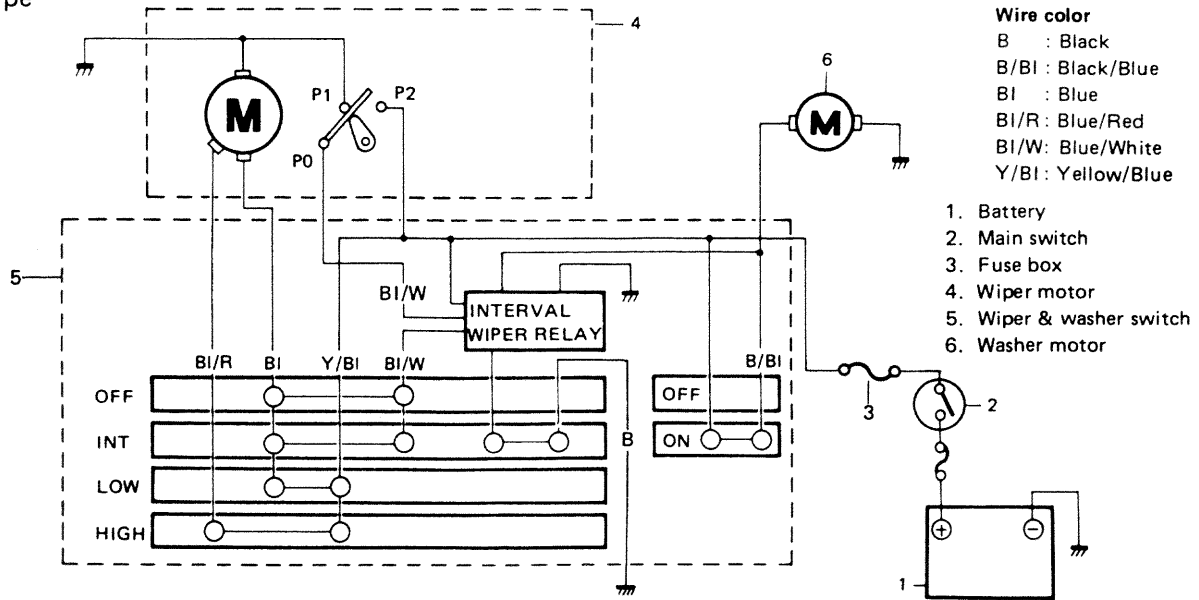 pe
4
Wire color
B : Black
B/Bl : Black/Blue
Bl : Blue
Bl/R : Blue/Red
Bl/W: Blue/White
Y/Bl : Yellow/Blue
6
M
M
P1
P2
P0
1. Battery
2. Main switch
3. Fuse box
4. Wiper motor
5. Wiper & washer switch
6. Washer motor
5
Bl/W
INTERVAL
WIPER RELAY
Bl/R
Bl
Y/Bl
Bl/W
B/Bl
OFF
OFF
3
2
INT
B
ON
LOW
HIGH
+
−
1